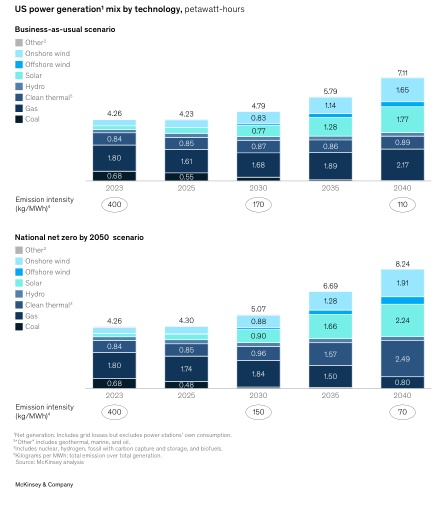 US power generation¹ mix by technology, petawatt-hours
Business-as-usual scenario
Other²
Onshore wind
Offshore wind
Solar
Hydro
Clean thermal³
Gas
Coal
4.26
4.23
4.79
5.79
7.11
0.83
1.14
1.65
0.77
1.28
1.77
0.84
0.85
0.87
0.86
0.89
1.80
1.61
1.68
1.89
2.17
0.68
0.55
2023
2025
2030
2035
2040
Emission intensity
(kg/MWh)⁴
400
170
110
National net zero by 2050 scenario
Other²
Onshore wind
Offshore wind
Solar
Hydro
Clean thermal³
Gas
Coal
4.26
4.30
5.07
6.69
8.24
0.88
1.28
1.91
0.90
1.66
2.24
0.84
0.85
0.96
1.57
2.49
1.80
1.74
1.84
1.50
0.80
0.68
0.48
2023
2025
2030
2035
2040
Emission intensity
(kg/MWh)⁴
400
150
70
¹Net generation. Includes grid losses but excludes power stations' own consumption.
²"Other" includes geothermal, marine, and oil.
³Includes nuclear, hydrogen, fossil with carbon capture and storage, and biofuels.
⁴Kilograms per MWh; total emission over total generation.
Source: McKinsey analysis
McKinsey & Company